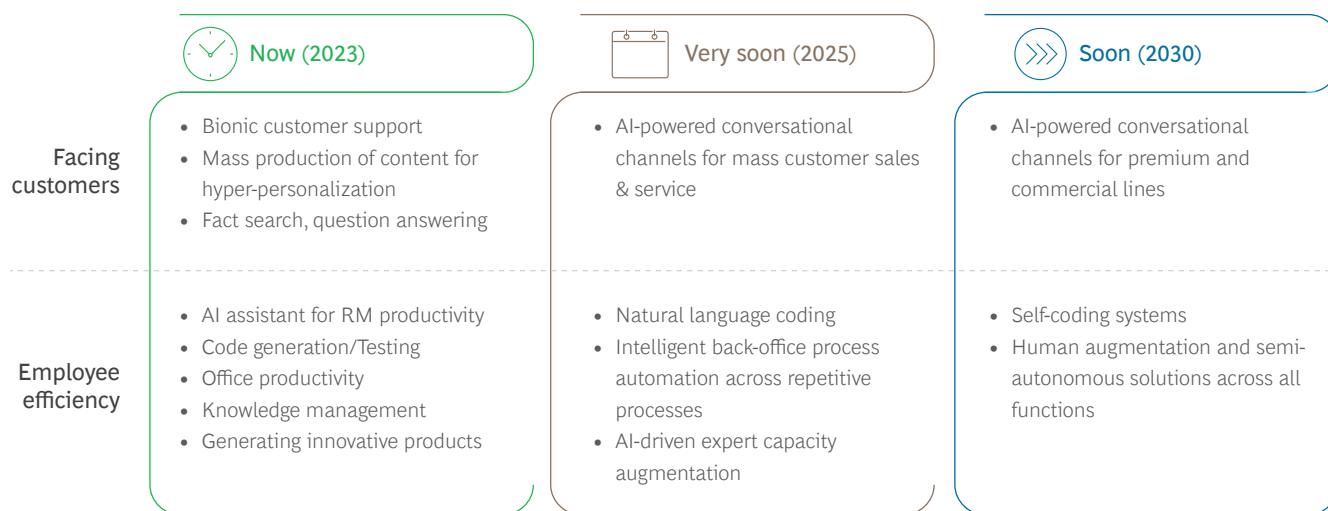 Now (2023)
Very soon (2025)
Soon (2030)
Facing
customers
• Bionic customer support
• Mass production of content for
hyper-personalization
• Fact search, question answering
• AI-powered conversational
channels for mass customer sales
& service
• AI-powered conversational
channels for premium and
commercial lines
Employee
efficiency
• AI assistant for RM productivity
• Code generation/Testing
• Office productivity
• Knowledge management
• Generating innovative products
• Natural language coding
• Intelligent back-office process
automation across repetitive
processes
• AI-driven expert capacity
augmentation
• Self-coding systems
• Human augmentation and semi-
autonomous solutions across all
functions